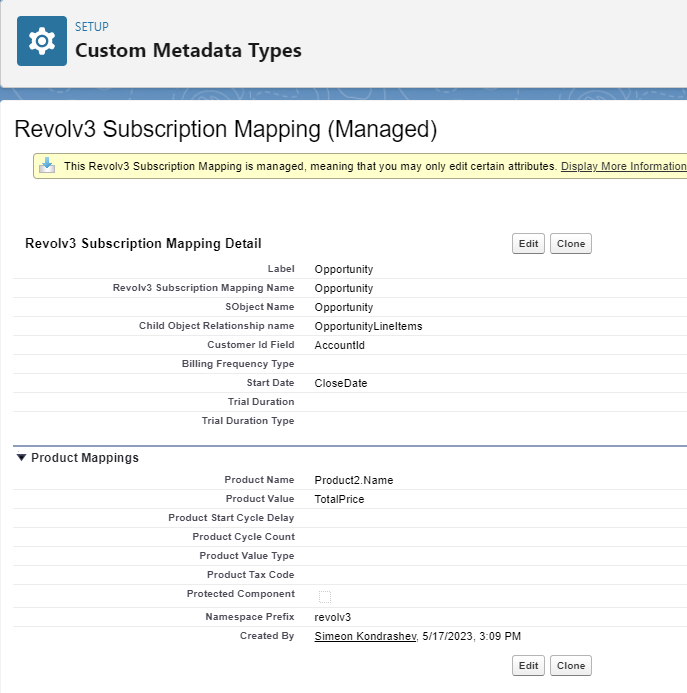 SETUP
Custom Metadata Types
Revolv3 Subscription Mapping (Managed)
This Revolv3 Subscription Mapping is managed, meaning that you may only edit certain attributes. Display More Information
Revolv3 Subscription Mapping Detail Edit Clone
Label Opportunity
Revolv3 Subscription Mapping Name Opportunity
SObject Name Opportunity
Child Object Relationship name OpportunityLineItems
Customer Id Field AccountId
Billing Frequency Type
Start Date CloseDate
Trial Duration
Trial Duration Type
Product Mappings
Product Name Product2.Name
Product Value TotalPrice
Product Start Cycle Delay
Product Cycle Count
Product Value Type
Product Tax Code
Protected Component
Namespace Prefix revolv3
Created By Simeon Kondrashev, 5/17/2023, 3:09 PM
Edit Clone